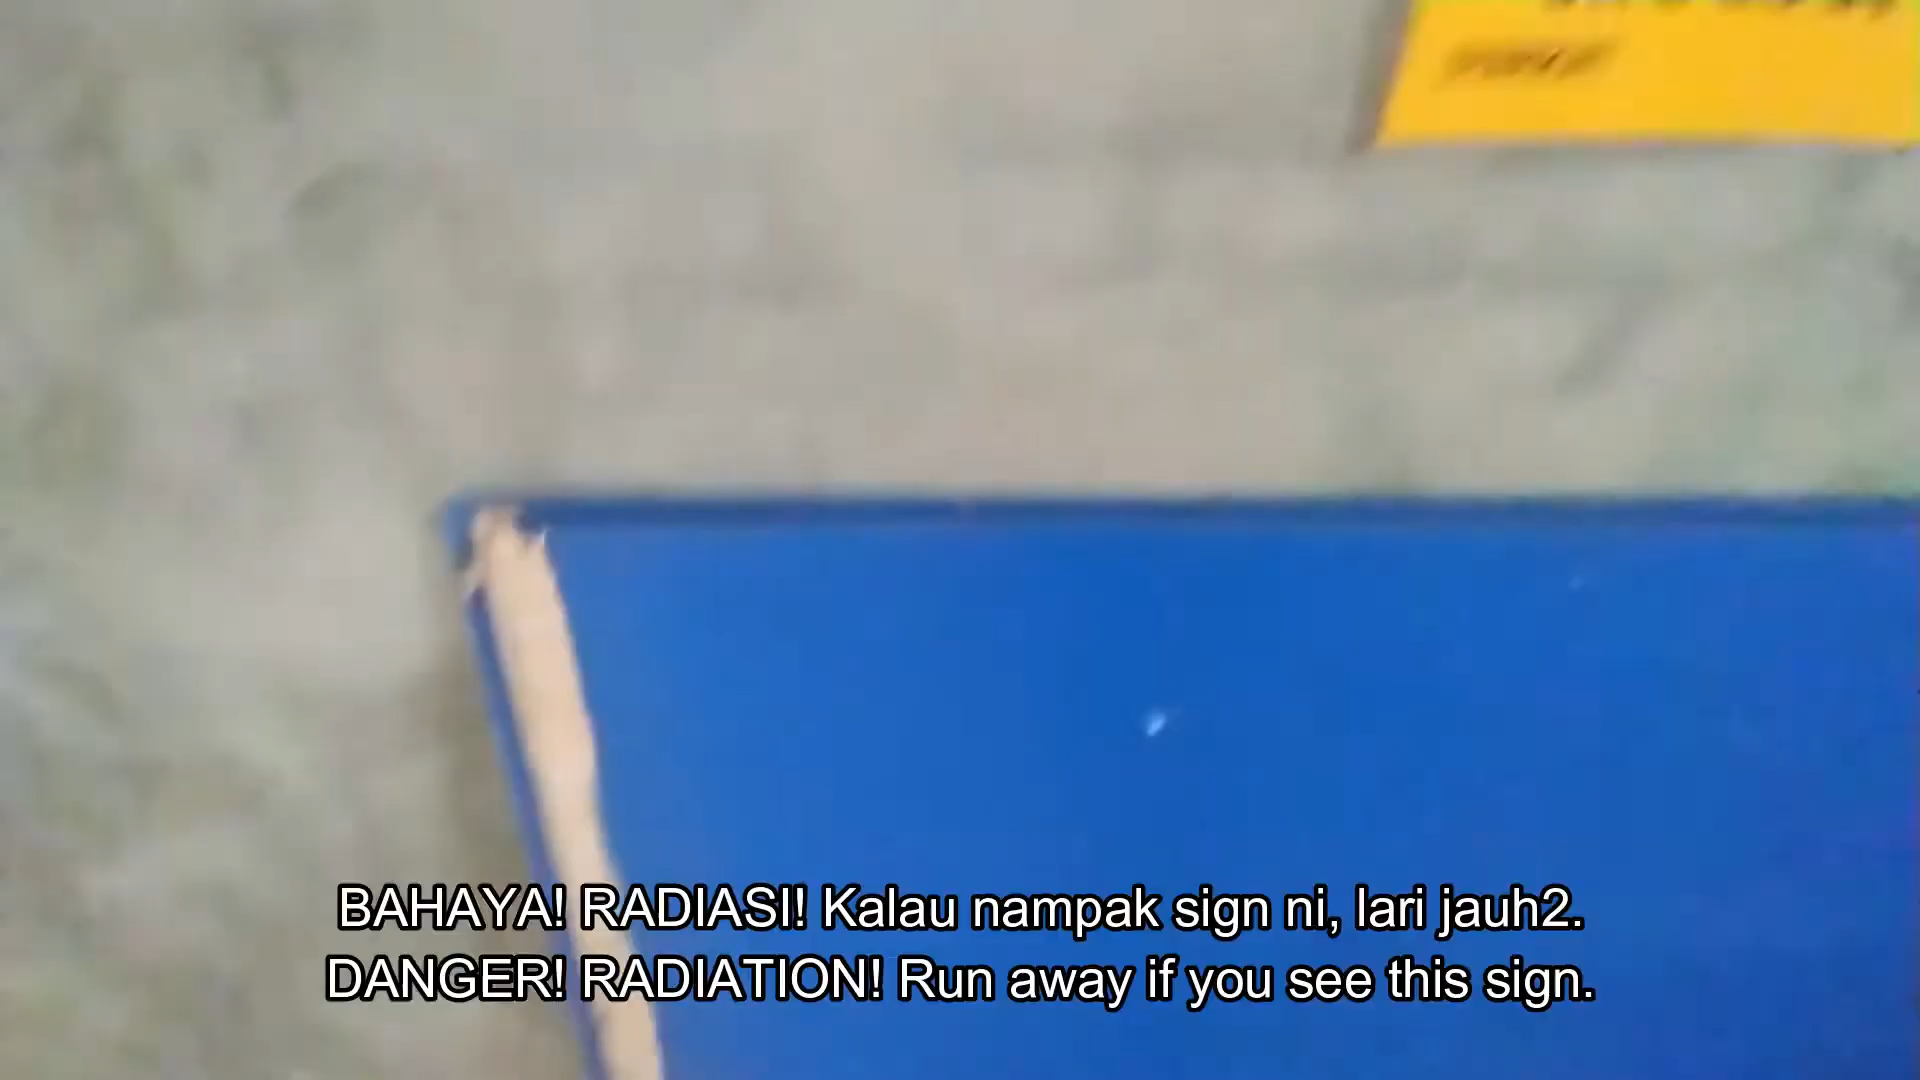 BAHAYA! RADIASI! Kalau nampak sign ni, lari jauh2.
DANGER! RADIATION! Run away if you see this sign.